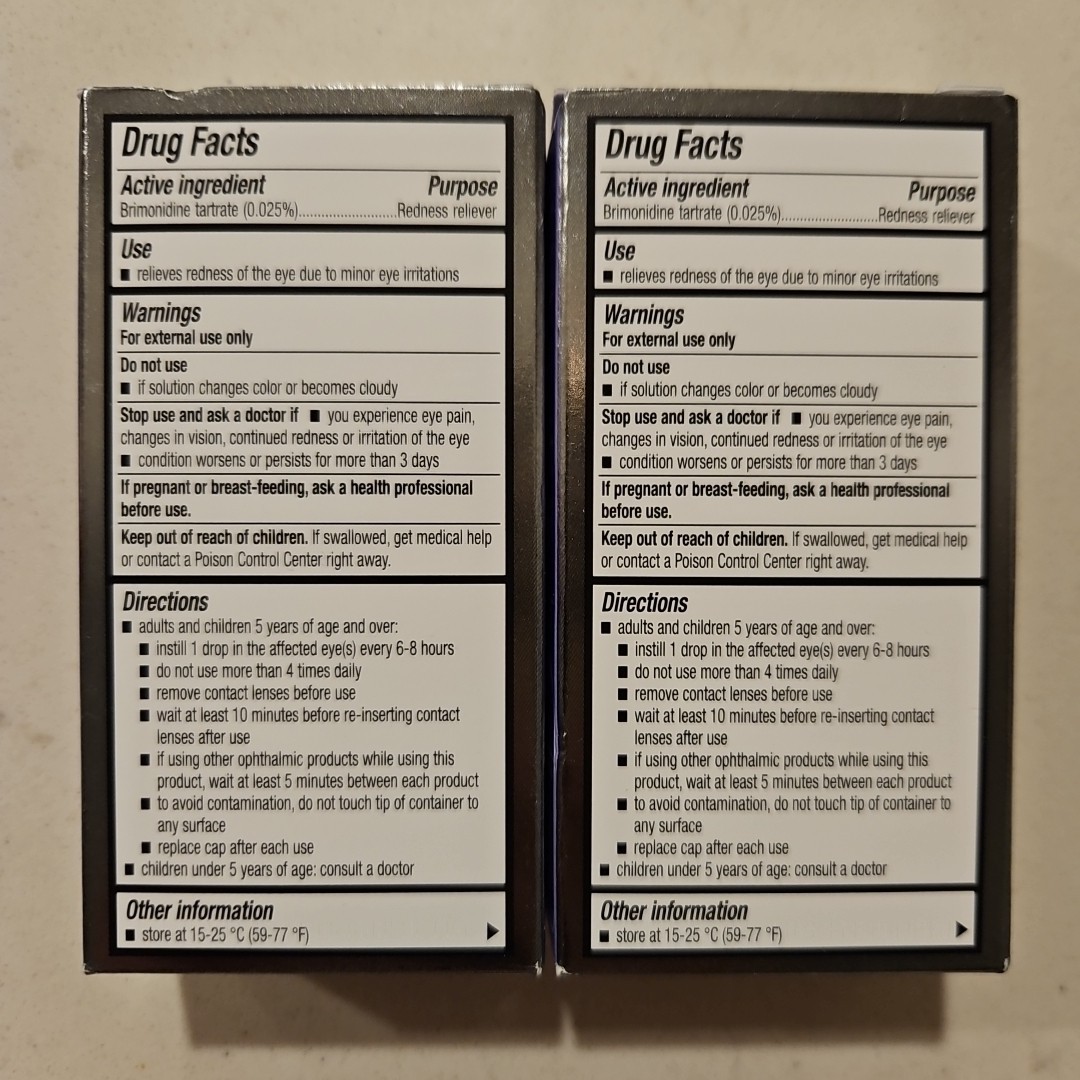 Drug Facts
Active ingredient Purpose
Brimonidine tartrate (0.025%)............................Redness reliever
Use
■ relieves redness of the eye due to minor eye irritations
Warnings
For external use only
Do not use
■ if solution changes color or becomes cloudy
Stop use and ask a doctor if ■ you experience eye pain,
changes in vision, continued redness or irritation of the eye
■ condition worsens or persists for more than 3 days
If pregnant or breast-feeding, ask a health professional
before use.
Keep out of reach of children. If swallowed, get medical help
or contact a Poison Control Center right away.
Directions
■ adults and children 5 years of age and over:
■ instill 1 drop in the affected eye(s) every 6-8 hours
■ do not use more than 4 times daily
■ remove contact lenses before use
■ wait at least 10 minutes before re-inserting contact
lenses after use
■ if using other ophthalmic products while using this
product, wait at least 5 minutes between each product
■ to avoid contamination, do not touch tip of container to
any surface
■ replace cap after each use
■ children under 5 years of age: consult a doctor
Other information
■ store at 15-25 °C (59-77 °F)
Drug Facts
Active ingredient Purpose
Brimonidine tartrate (0.025%)............................Redness reliever
Use
■ relieves redness of the eye due to minor eye irritations
Warnings
For external use only
Do not use
■ if solution changes color or becomes cloudy
Stop use and ask a doctor if ■ you experience eye pain,
changes in vision, continued redness or irritation of the eye
■ condition worsens or persists for more than 3 days
If pregnant or breast-feeding, ask a health professional
before use.
Keep out of reach of children. If swallowed, get medical help
or contact a Poison Control Center right away.
Directions
■ adults and children 5 years of age and over:
■ instill 1 drop in the affected eye(s) every 6-8 hours
■ do not use more than 4 times daily
■ remove contact lenses before use
■ wait at least 10 minutes before re-inserting contact
lenses after use
■ if using other ophthalmic products while using this
product, wait at least 5 minutes between each product
■ to avoid contamination, do not touch tip of container to
any surface
■ replace cap after each use
■ children under 5 years of age: consult a doctor
Other information
■ store at 15-25 °C (59-77 °F)